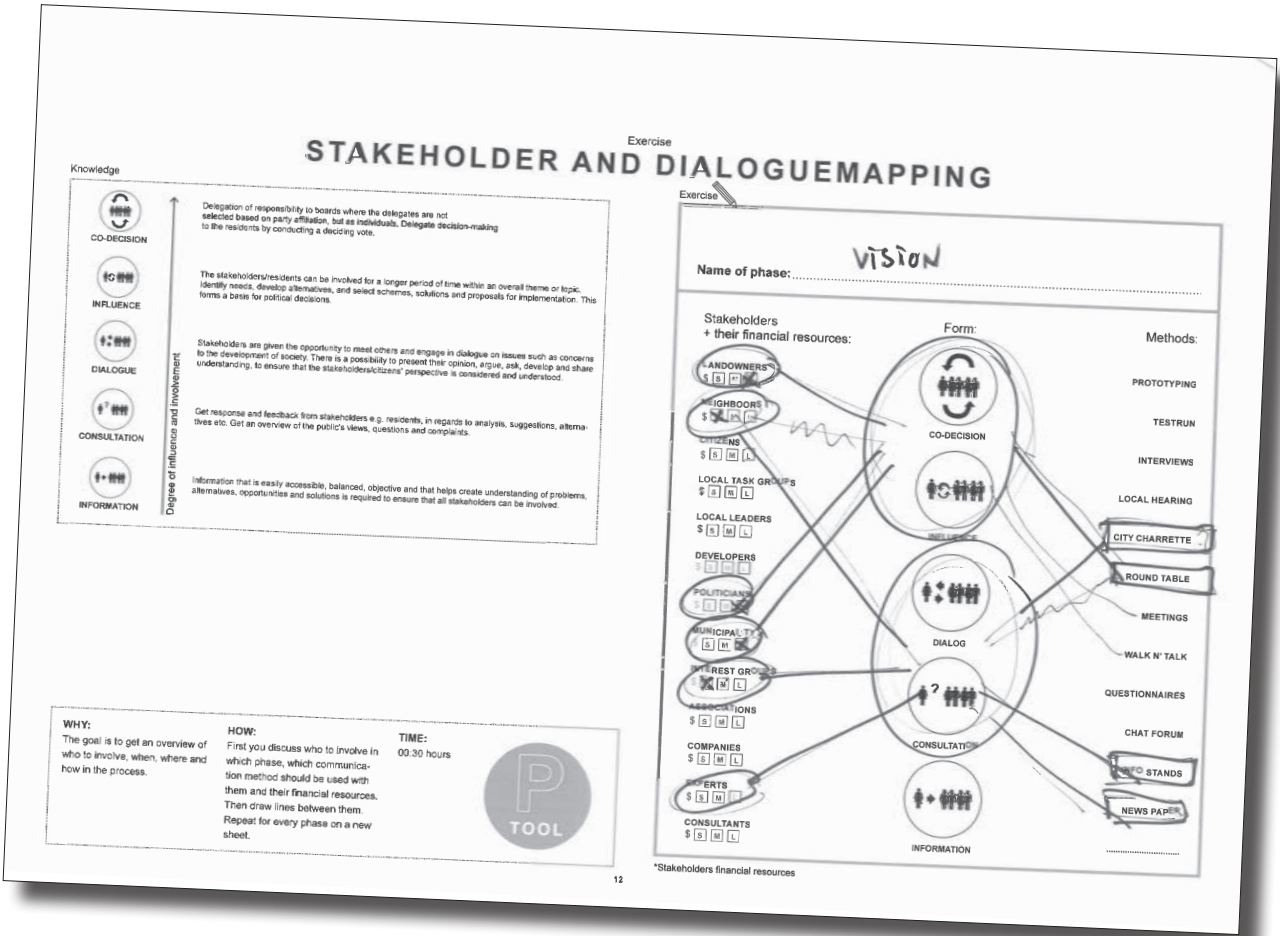 Exercise
STAKEHOLDER AND DIALOGUEMAPPING
Knowledge
CO-DECISION
INFLUENCE
DIALOGUE
CONSULTATION
INFORMATION
Degree of influence and involvement
Delegation of responsibility to boards where the delegates are not
selected based on party affiliation, but as individuals. Delegate decision-making
to the residents by conducting a deciding vote.
The stakeholders/residents can be involved for a longer period of time within an overall theme or topic.
Identify needs, develop alternatives, and select schemes, solutions and proposals for implementation. This
forms a basis for political decisions.
Stakeholders are given the opportunity to meet others and engage in dialogue on issues such as concerns
to the development of society. There is a possibility to present their opinion, argue, ask, develop and share
understanding, to ensure that the stakeholders/citizens' perspective is considered and understood.
Get response and feedback from stakeholders e.g. residents, in regards to analysis, suggestions, alterna-
tives etc. Get an overview of the public's views, questions and complaints.
Information that is easily accessible, balanced, objective and that helps create understanding of problems,
alternatives, opportunities and solutions is required to ensure that all stakeholders can be involved.
WHY:
The goal is to get an overview of
who to involve, when, where and
how in the process.
HOW:
First you discuss who to involve in
which phase, which communica-
tion method should be used with
them and their financial resources.
Then draw lines between them.
Repeat for every phase on a new
sheet.
TIME:
00:30 hours
P
TOOL
12
Exercise
Name of phase: VISION
Stakeholders
+ their financial resources:
LANDOWNERS
$ S
NEIGHBOORS
$
CITIZENS
$ S M L
LOCAL TASK GROUPS
$ S M L
LOCAL LEADERS
$ S M L
DEVELOPERS
$ S M L
POLITICIANS
$ S M
MUNICIPALITY
S M
INTEREST GROUPS
$ M L
ASSOCIATIONS
$ S M L
COMPANIES
$ S M L
EXPERTS
$ S M L
CONSULTANTS
$ S M L
*Stakeholders financial resources
Form:
CO-DECISION
INFLUENCE
DIALOG
?
CONSULTATION
INFORMATION
Methods:
PROTOTYPING
TESTRUN
INTERVIEWS
LOCAL HEARING
CITY CHARRETTE
ROUND TABLE
MEETINGS
WALK N' TALK
QUESTIONNAIRES
CHAT FORUM
INFO STANDS
NEWS PAPER